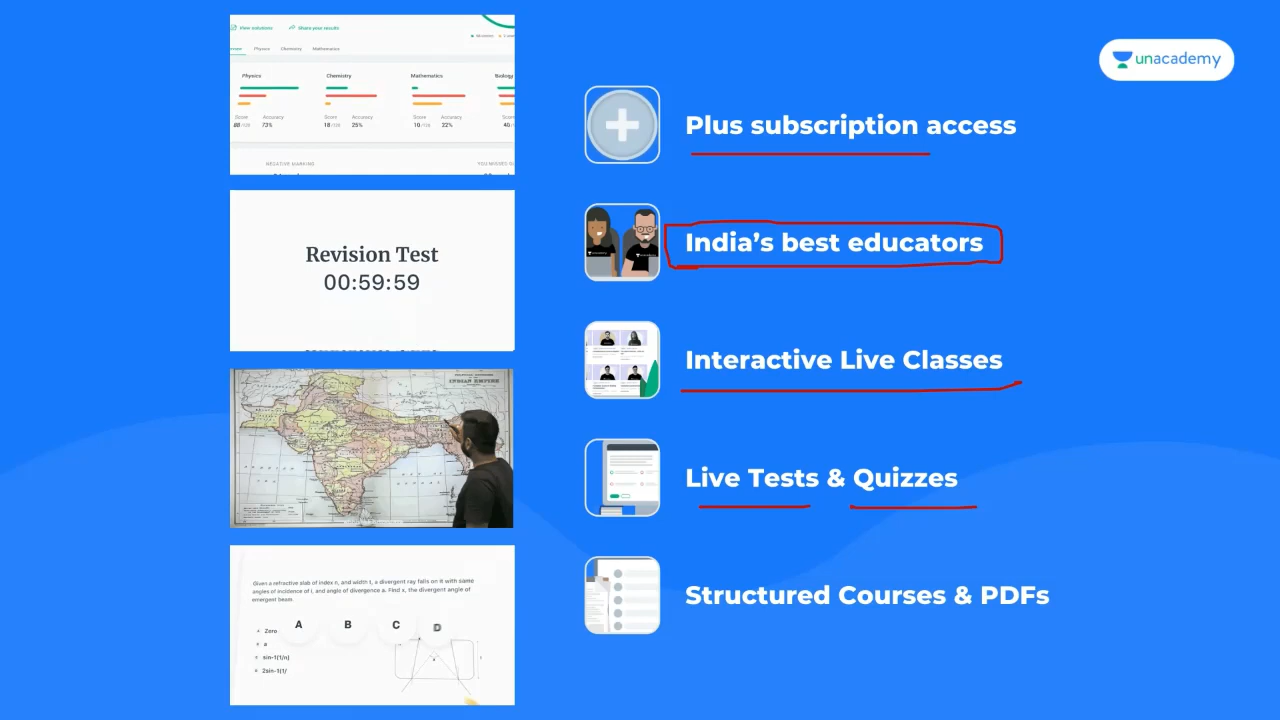 View solutions Share your results
Physics Chemistry Mathematics
Physics Chemistry Mathematics Biology
Score Accuracy Score Accuracy Score Accuracy Score
73% 18 /120 25% 10 /120 22%
NEGATIVE MARKING
Revision Test
00:59:59
INDIAN EMPIRE
Given a refractive slab of index n, and width t, a divergent ray falls on it with same
angles of incidence of i, and angle of divergence a. Find x, the divergent angle of
emergent beam.
A B C D
Zero
a
sin-1(1/n)
2sin-1(1/
unacademy
Plus subscription access
India's best educators
Interactive Live Classes
Live Tests & Quizzes
Structured Courses & PDFs